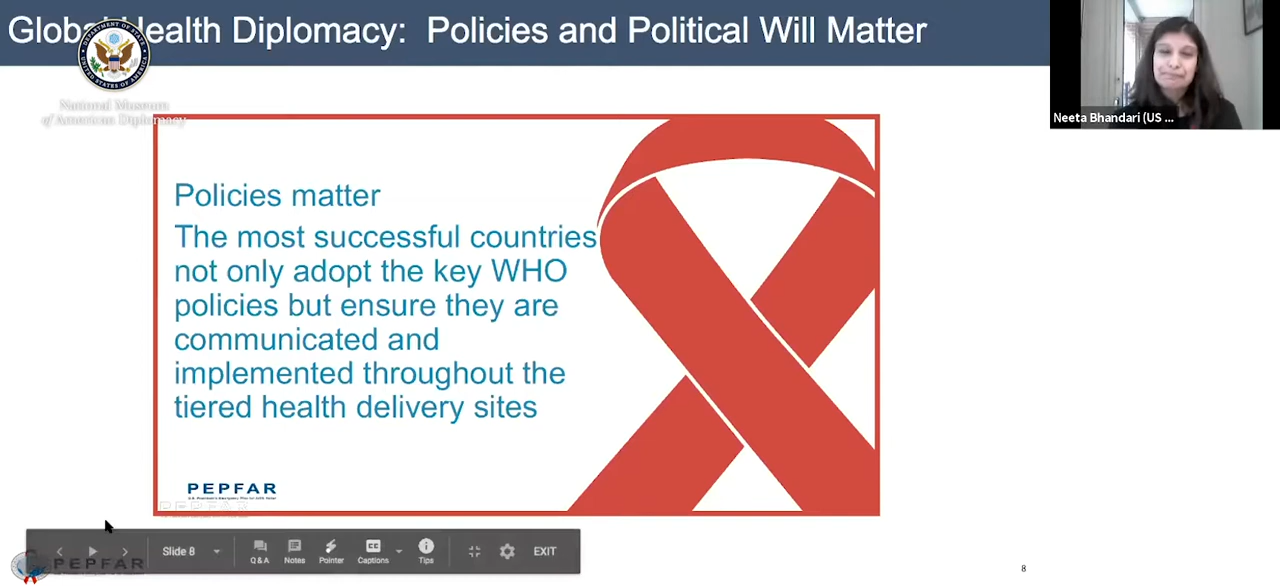 Global Health Diplomacy: Policies and Political Will Matter
National Museum
of American Diplomacy
Neeta Bhandari (US ...
Policies matter
The most successful countries
not only adopt the key WHO
policies but ensure they are
communicated and
implemented throughout the
tiered health delivery sites
PEPFAR
PEPFAR
Slide 8
Q&A
Notes
Pointer
CC
Captions
Tips
EXIT
PEPFAR
8